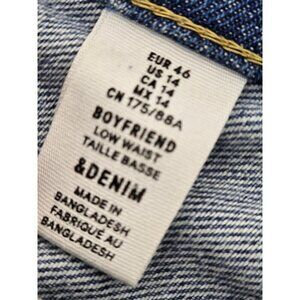 EUR 46
US 14
CA 14
MX 14
CN 175/88A
BOYFRIEND
LOW WAIST
TAILLE BASSE
&DENIM
MADE IN
BANGLADESH
FABRIQUÉ AU
BANGLADESH